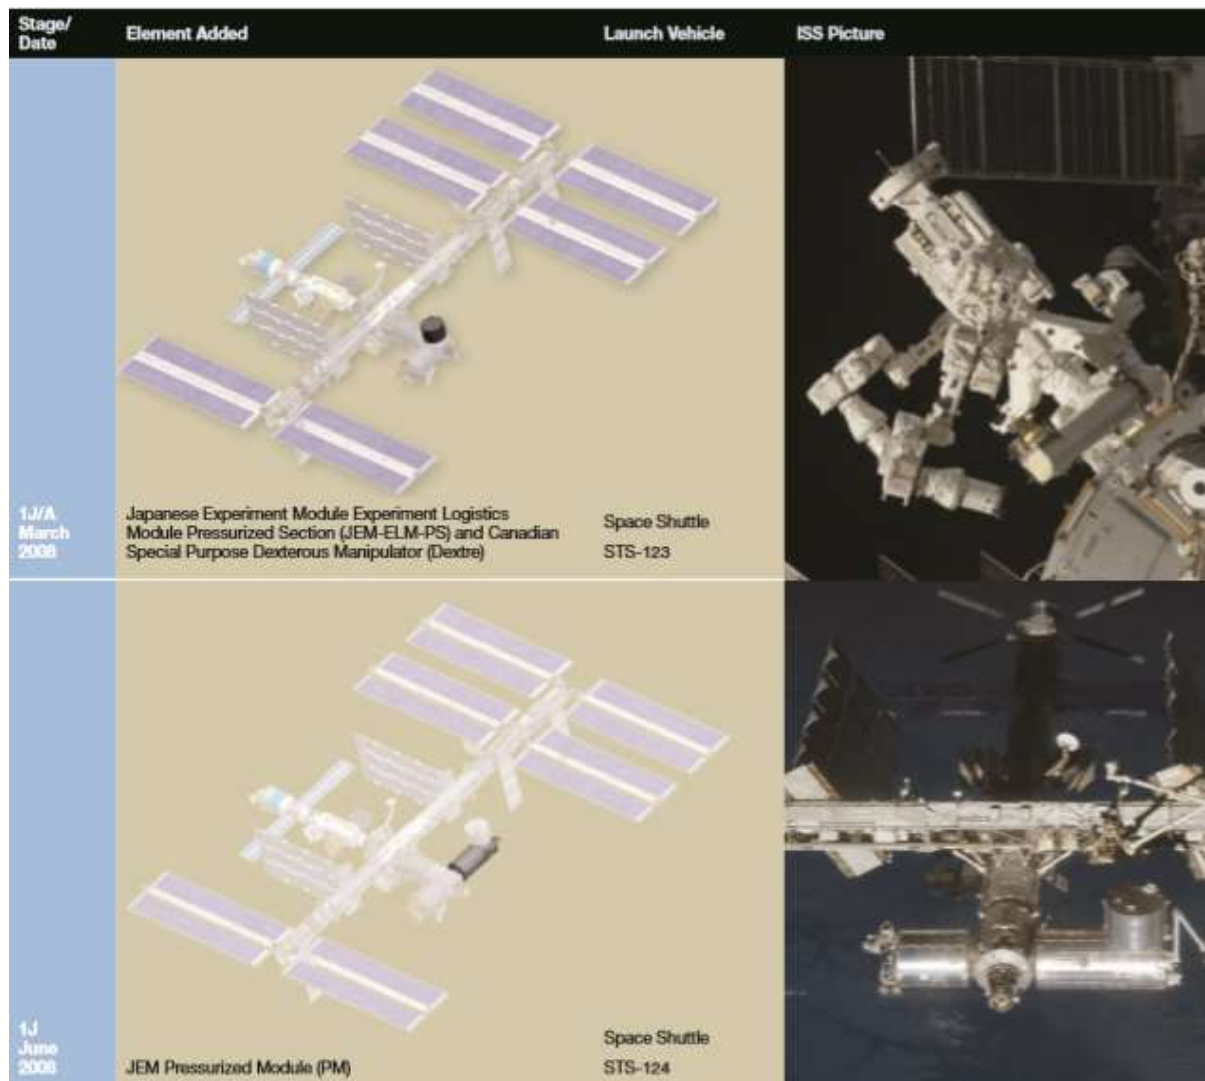 Stage/
Date
Element Added
Launch Vehicle
ISS Picture
1J/A
March
2008
Japanese Experiment Module Experiment Logistics
Module Pressurized Section (JEM-ELM-PS) and Canadian
Special Purpose Dexterous Manipulator (Dextre)
Space Shuttle
STS-123
1J
June
2008
JEM Pressurized Module (PM)
Space Shuttle
STS-124